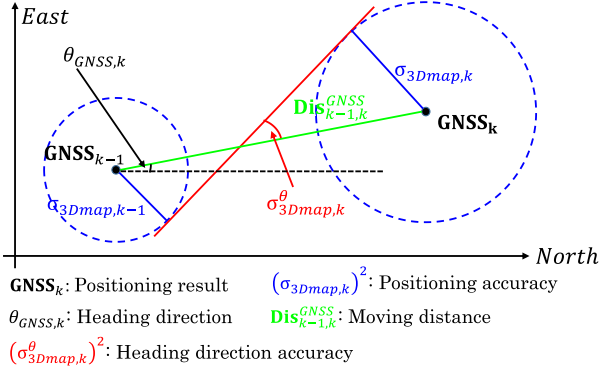 East
θ_{GNSS,k}
σ_{3Dmap,k}
Dis^{GNSS}_{k−1,k}
GNSS_k
GNSS_{k−1}
σ_{3Dmap,k−1}
σ^θ_{3Dmap,k}
North
GNSS_k: Positioning result
(σ_{3Dmap,k})^2: Positioning accuracy
θ_{GNSS,k}: Heading direction
Dis^{GNSS}_{k−1,k}: Moving distance
(σ^θ_{3Dmap,k})^2: Heading direction accuracy